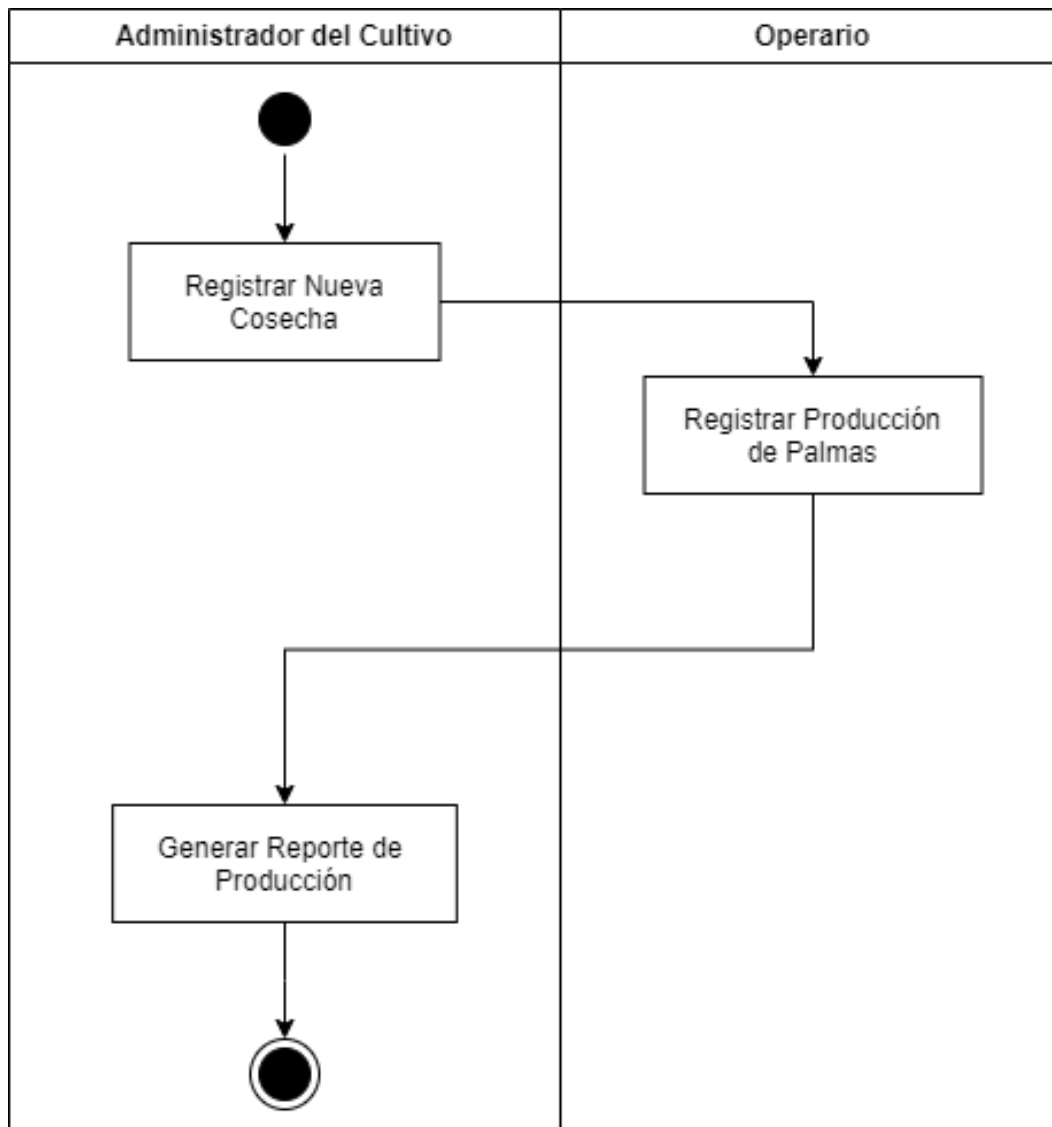 Administrador del Cultivo
Operario
Registrar Nueva
Cosecha
Registrar Producción
de Palmas
Generar Reporte de
Producción